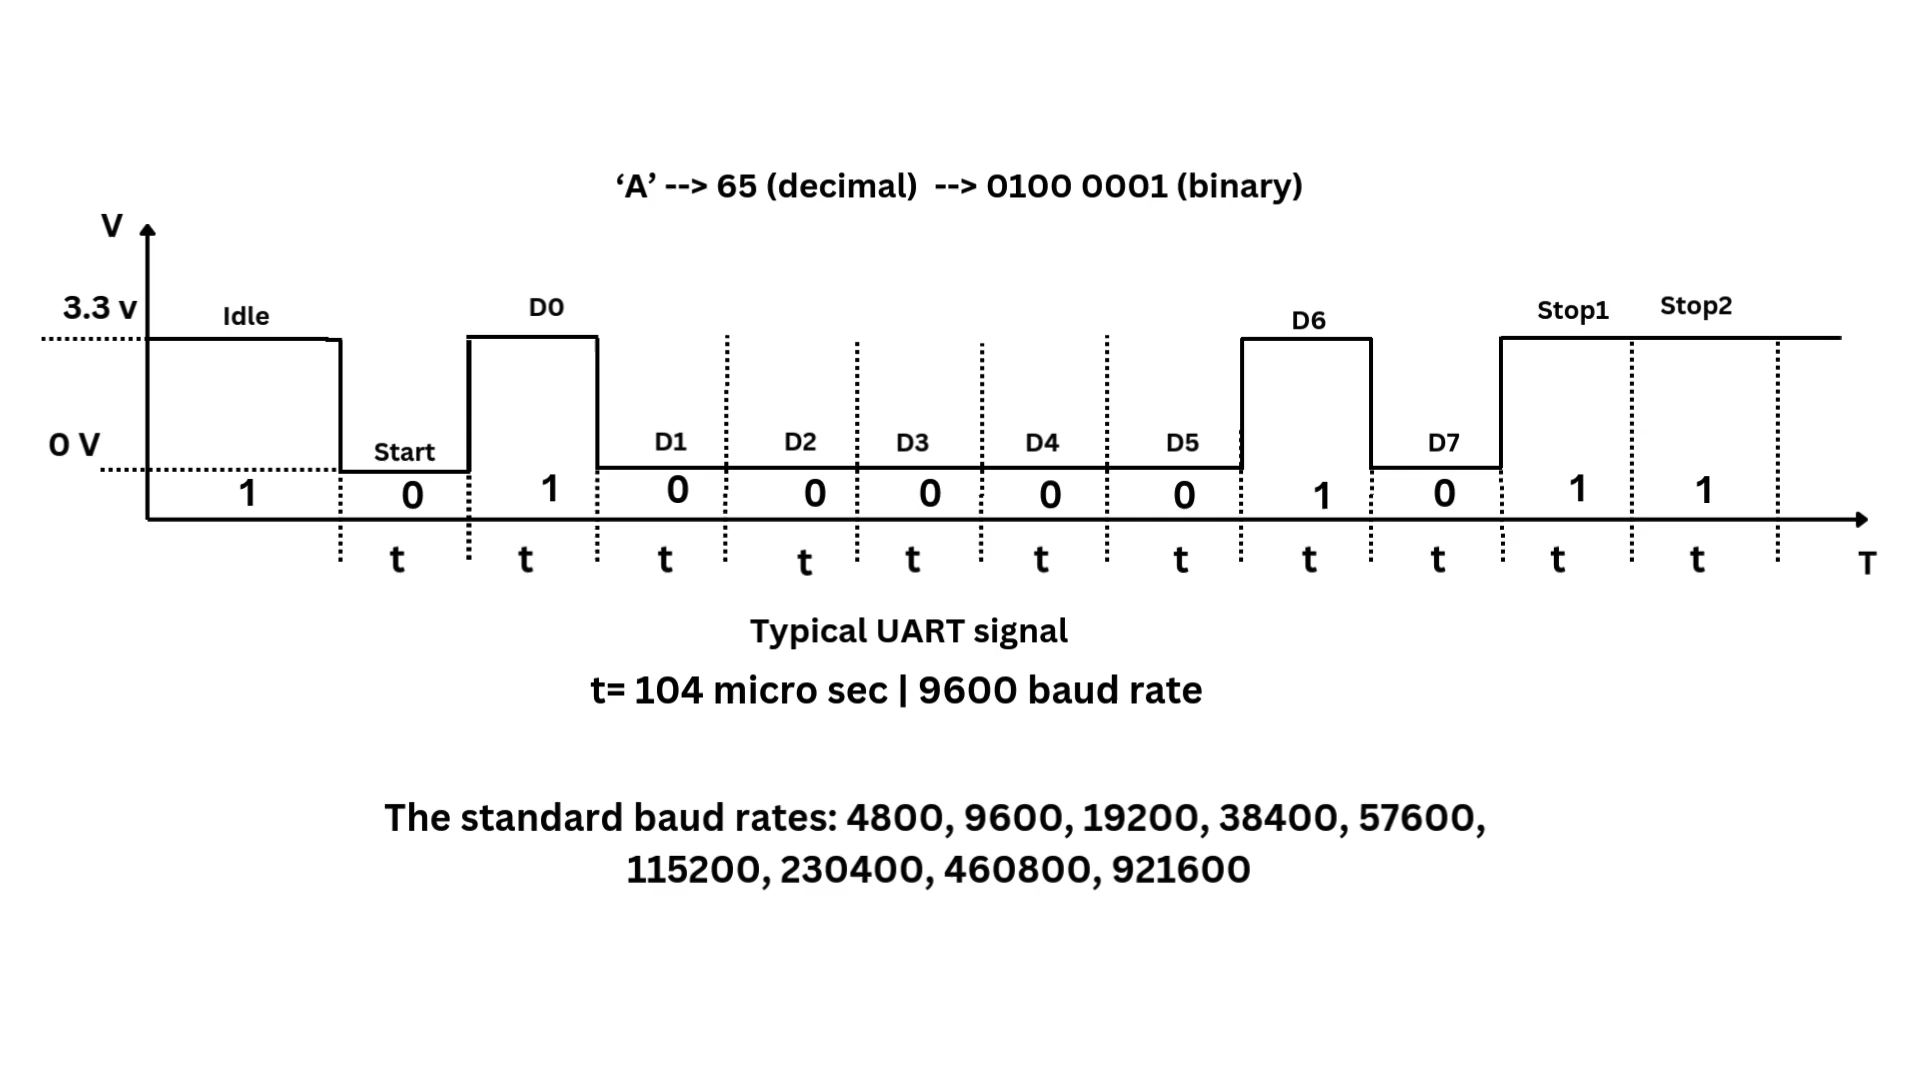 ‘A’ --> 65 (decimal) --> 0100 0001 (binary)
V
3.3 v
Idle
D0
D6
Stop1
Stop2
0 V
Start
D1
D2
D3
D4
D5
D7
1 0 1 0 0 0 0 0 1 0 1 1
t t t t t t t t t t t
T
Typical UART signal
t= 104 micro sec | 9600 baud rate
The standard baud rates: 4800, 9600, 19200, 38400, 57600,
115200, 230400, 460800, 921600